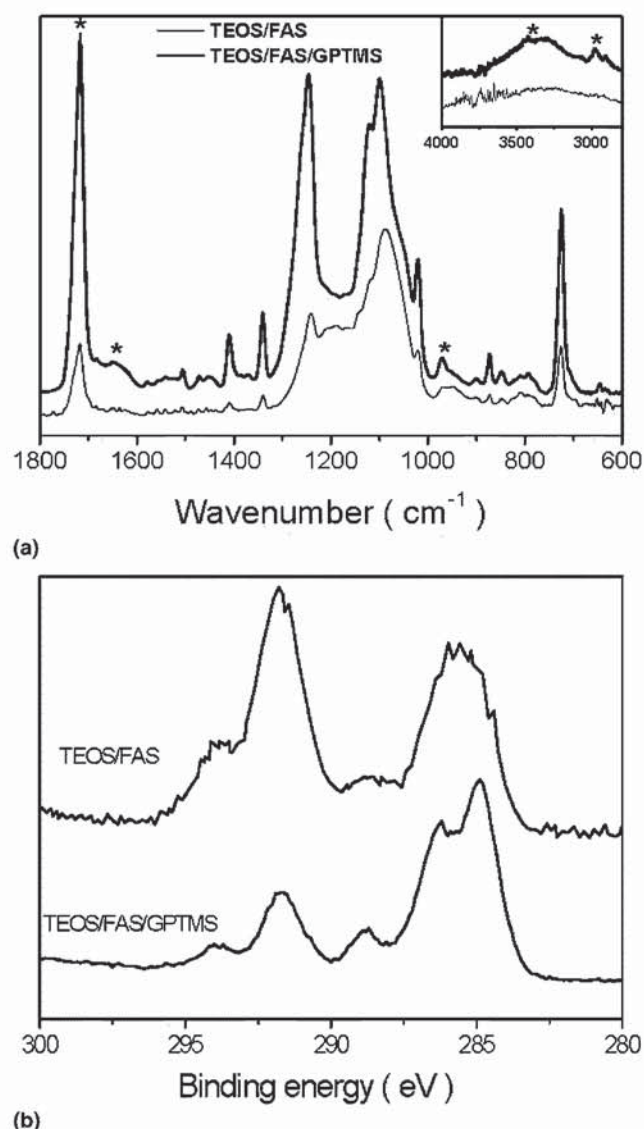 *
TEOS/FAS
TEOS/FAS/GPTMS
*
*
4000 3500 3000
*
*
1800 1600 1400 1200 1000 800 600
Wavenumber ( cm⁻¹ )
(a)
TEOS/FAS
TEOS/FAS/GPTMS
300 295 290 285 280
Binding energy ( eV )
(b)